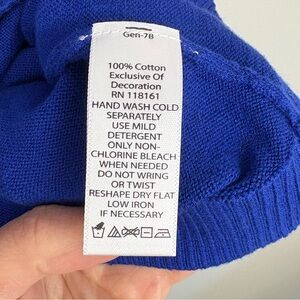 Gen-7B
100% Cotton
Exclusive Of
Decoration
RN 118161
HAND WASH COLD
SEPARATELY
USE MILD
DETERGENT
ONLY NON-
CHLORINE BLEACH
WHEN NEEDED
DO NOT WRING
OR TWIST
RESHAPE DRY FLAT
LOW IRON
IF NECESSARY